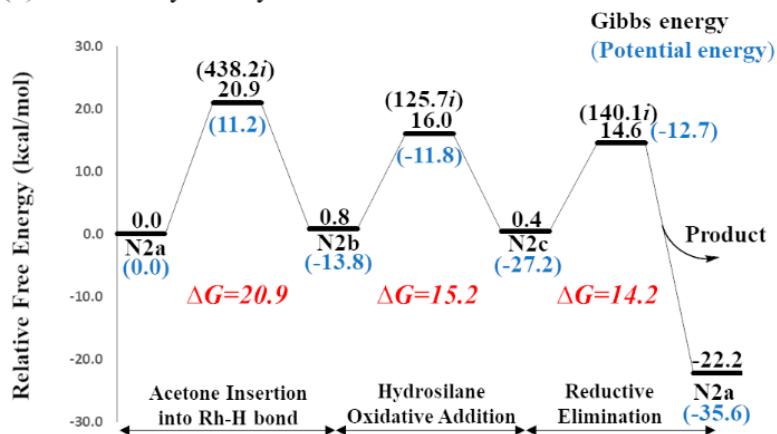 Gibbs energy
(Potential energy)
Relative Free Energy (kcal/mol)
30.0
20.0
10.0
0.0
-10.0
-20.0
-30.0
(438.2i)
20.9
(11.2)
(125.7i)
16.0
(-11.8)
(140.1i)
14.6 (-12.7)
0.0
N2a
(0.0)
0.8
N2b
(-13.8)
0.4
N2c
(-27.2)
Product
ΔG=20.9
ΔG=15.2
ΔG=14.2
-22.2
N2a
(-35.6)
Acetone Insertion
into Rh-H bond
Hydrosilane
Oxidative Addition
Reductive
Elimination